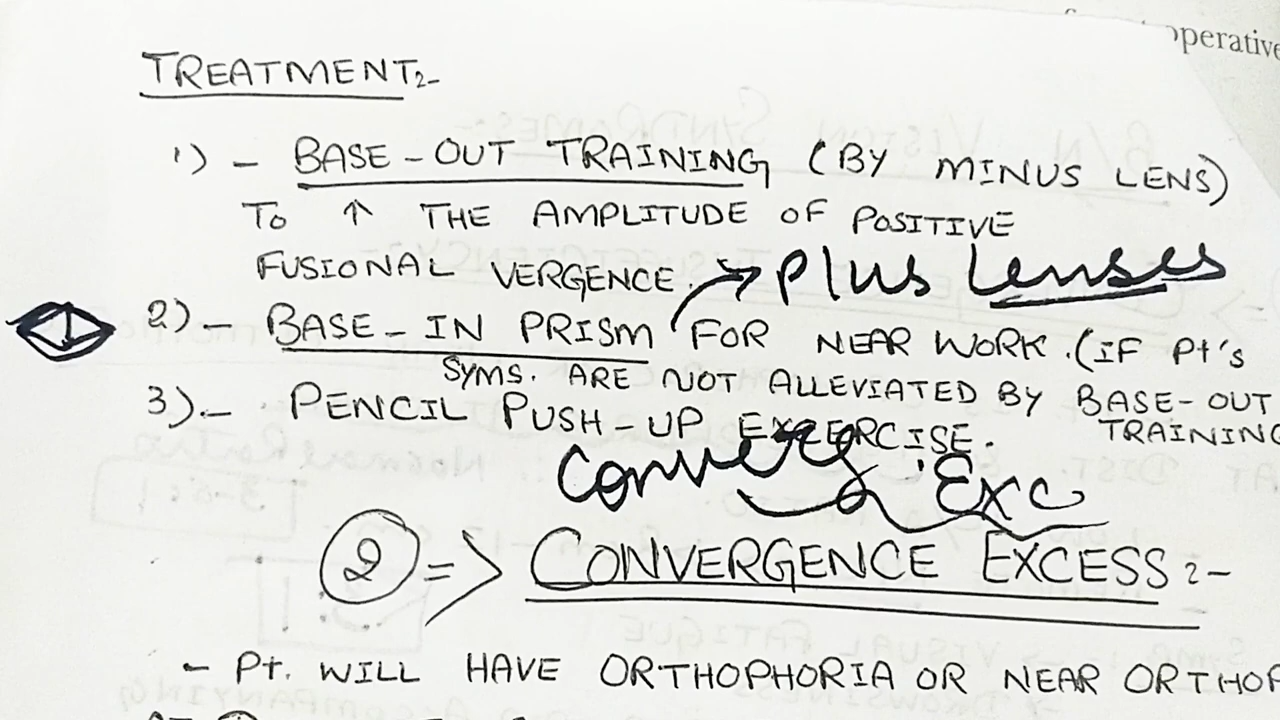 operative
TREATMENT:-
1) - BASE-OUT TRAINING (BY MINUS LENS)
TO ↑ THE AMPLITUDE OF POSITIVE
FUSIONAL VERGENCE. → Plus Lenses
2) - BASE-IN PRISM FOR NEAR WORK. (IF Pt's
SYMS. ARE NOT ALLEVIATED BY BASE-OUT
TRAINING
3).- PENCIL PUSH-UP EXERCISE.
Converg Exc
② => CONVERGENCE EXCESS :-
- Pt. WILL HAVE ORTHOPHORIA OR NEAR